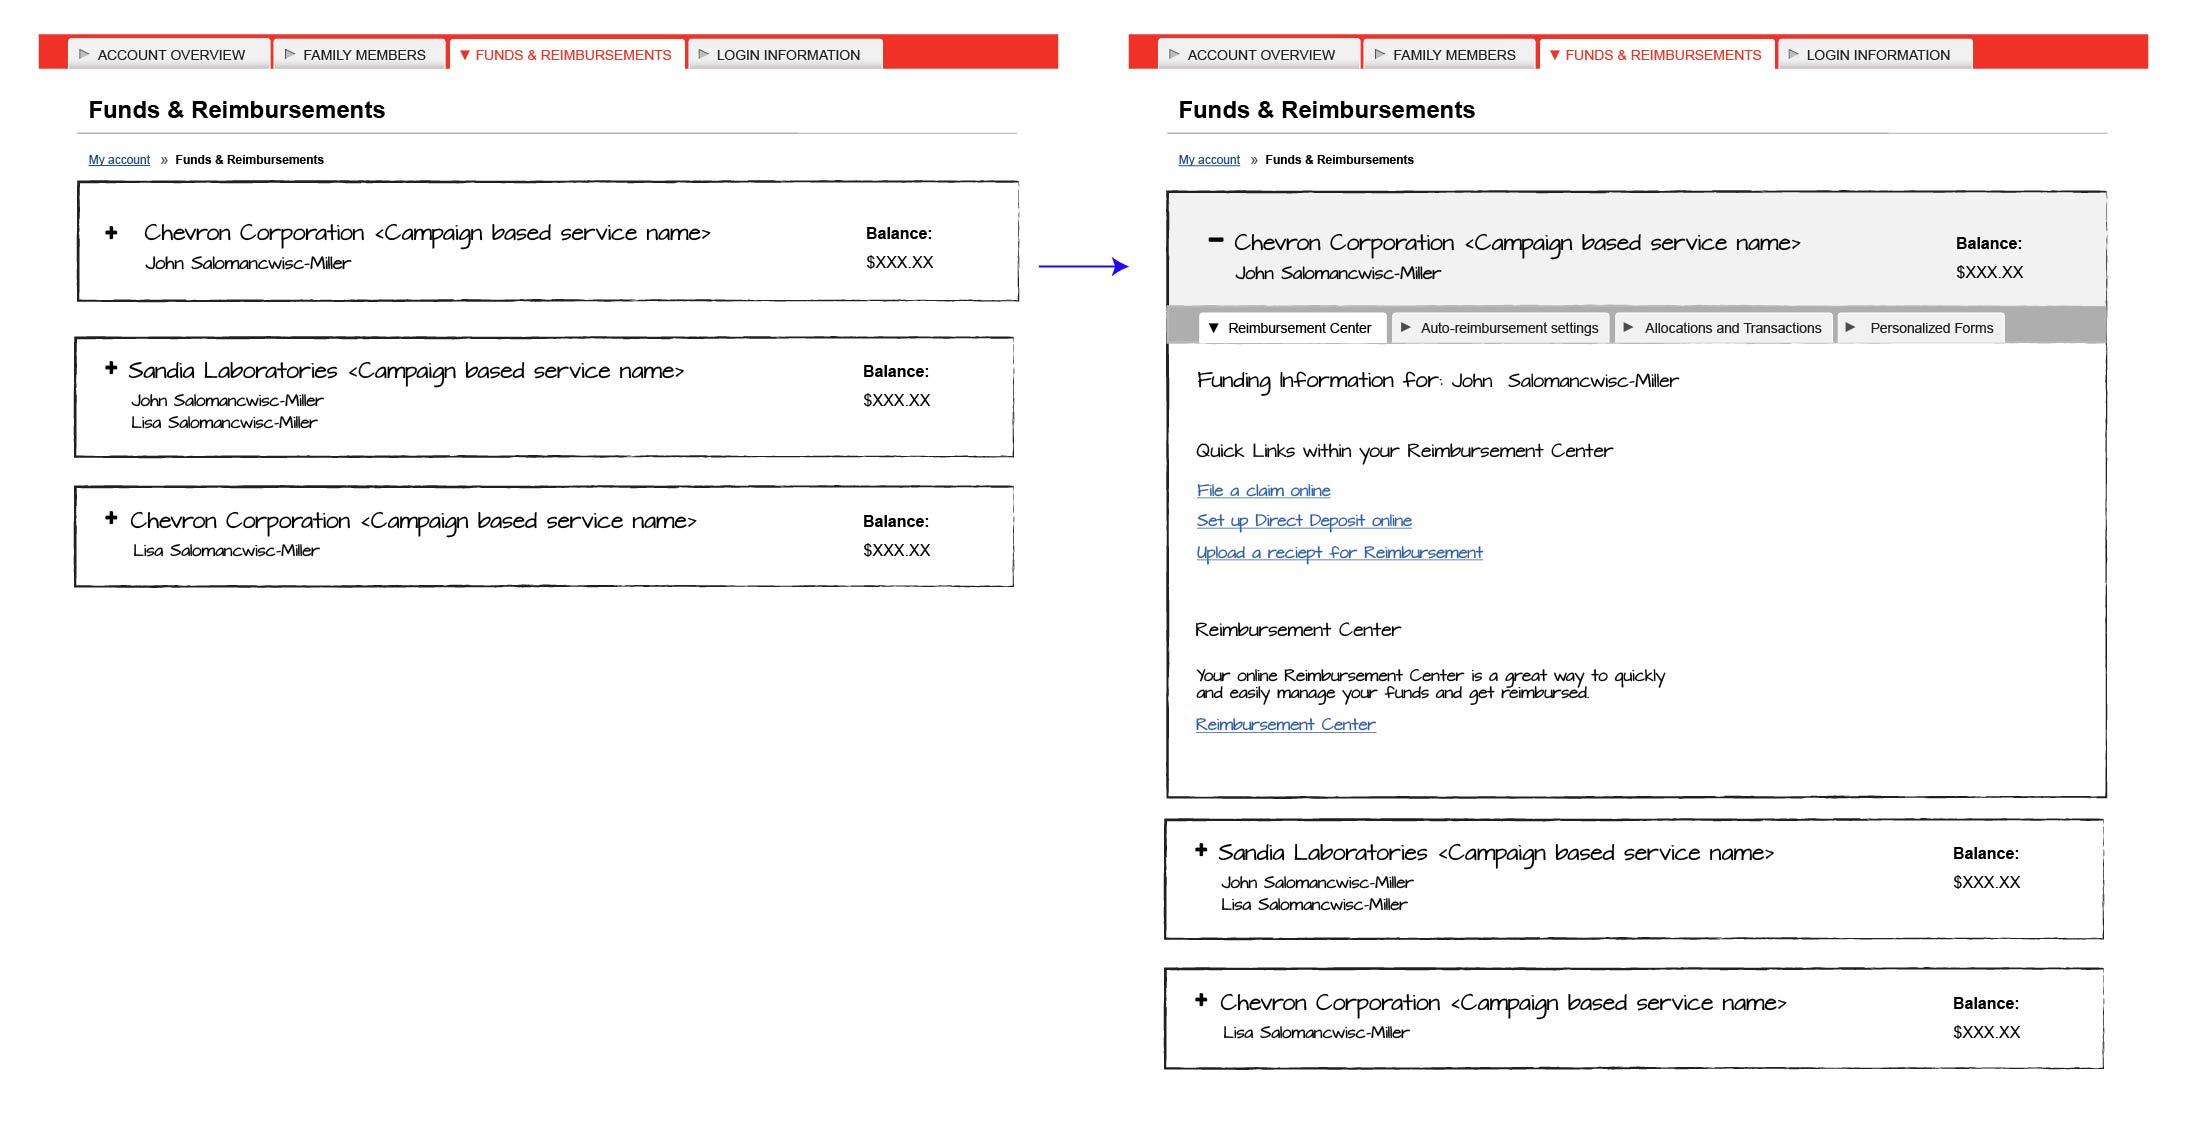 ACCOUNT OVERVIEW FAMILY MEMBERS FUNDS & REIMBURSEMENTS LOGIN INFORMATION
Funds & Reimbursements
My account » Funds & Reimbursements
Chevron Corporation <Campaign based service name> Balance:
John Salomancwisc-Miller $XXX.XX
Sandia Laboratories <Campaign based service name> Balance:
John Salomancwisc-Miller $XXX.XX
Lisa Salomancwisc-Miller
Chevron Corporation <Campaign based service name> Balance:
Lisa Salomancwisc-Miller $XXX.XX
ACCOUNT OVERVIEW FAMILY MEMBERS FUNDS & REIMBURSEMENTS LOGIN INFORMATION
Funds & Reimbursements
My account » Funds & Reimbursements
Chevron Corporation <Campaign based service name> Balance:
John Salomancwisc-Miller $XXX.XX
Reimbursement Center Auto-reimbursement settings Allocations and Transactions Personalized Forms
Funding Information for: John Salomancwisc-Miller
Quick Links within your Reimbursement Center
File a claim online
Set up Direct Deposit online
Upload a reciept for Reimbursement
Reimbursement Center
Your online Reimbursement Center is a great way to quickly
and easily manage your funds and get reimbursed.
Reimbursement Center
Sandia Laboratories <Campaign based service name> Balance:
John Salomancwisc-Miller $XXX.XX
Lisa Salomancwisc-Miller
Chevron Corporation <Campaign based service name> Balance:
Lisa Salomancwisc-Miller $XXX.XX